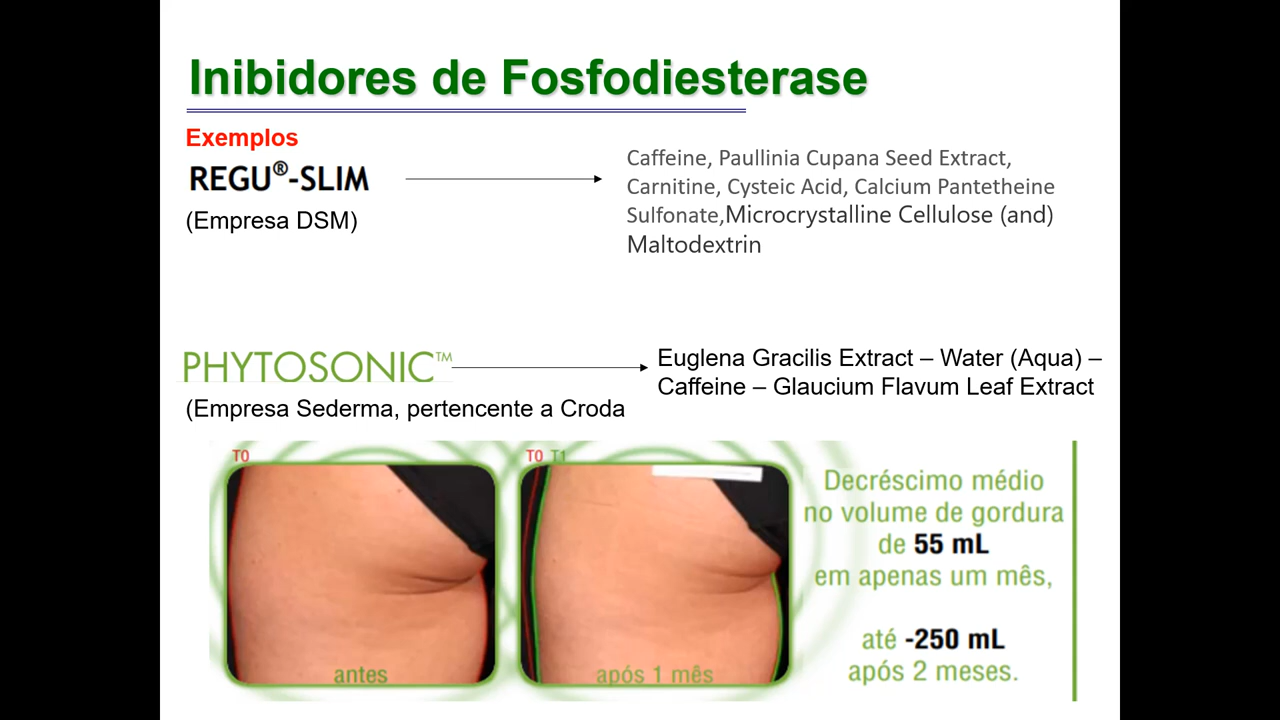 Inibidores de Fosfodiesterase
Exemplos
REGU®-SLIM
(Empresa DSM)
Caffeine, Paullinia Cupana Seed Extract,
Carnitine, Cysteic Acid, Calcium Pantetheine
Sulfonate,Microcrystalline Cellulose (and)
Maltodextrin
PHYTOSONIC™
(Empresa Sederma, pertencente a Croda
Euglena Gracilis Extract – Water (Aqua) –
Caffeine – Glaucium Flavum Leaf Extract
T0
antes
T0 T1
após 1 mês
Decréscimo médio
no volume de gordura
de 55 mL
em apenas um mês,
até -250 mL
após 2 meses.